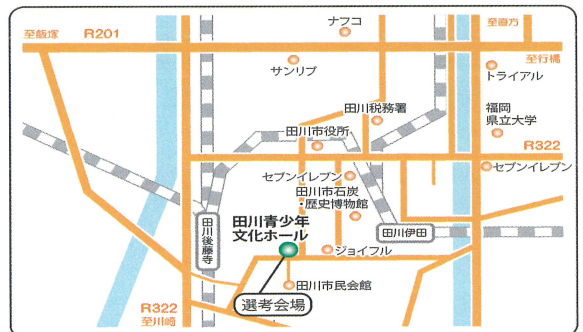 至飯塚
R201
ナフコ
至直方
至行橋
サンリブ
トライアル
田川税務署
福岡
県立大学
田川市役所
R322
セブンイレブン
セブンイレブン
田川市石炭
・歴史博物館
田川後藤寺
田川青少年
文化ホール
田川伊田
ジョイフル
田川市民会館
選考会場
R322
至川崎